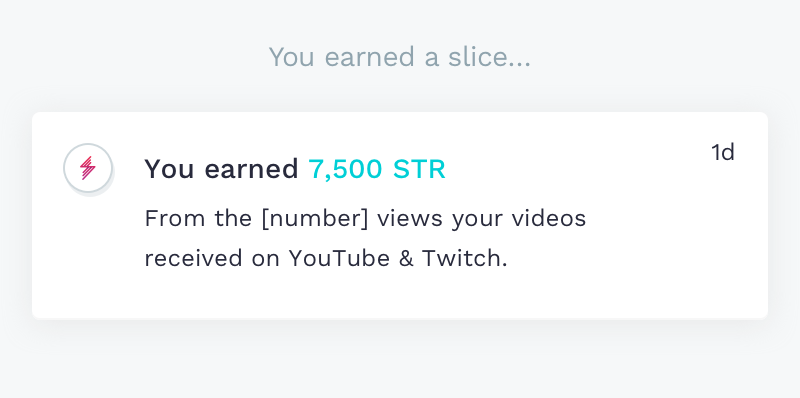 You earned a slice...
You earned 7,500 STR
1d
From the [number] views your videos
received on YouTube & Twitch.